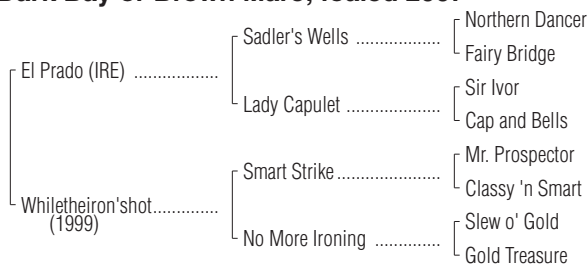 Dark Bay or Brown Mare; foaled
Northern Dancer
Sadler's Wells ..................
Fairy Bridge
El Prado (IRE) ..................
Sir Ivor
Lady Capulet ....................
Cap and Bells
Mr. Prospector
Smart Strike ....................
Classy 'n Smart
Whiletheiron'shot..............
(1999)
Slew o' Gold
No More Ironing ..............
Gold Treasure